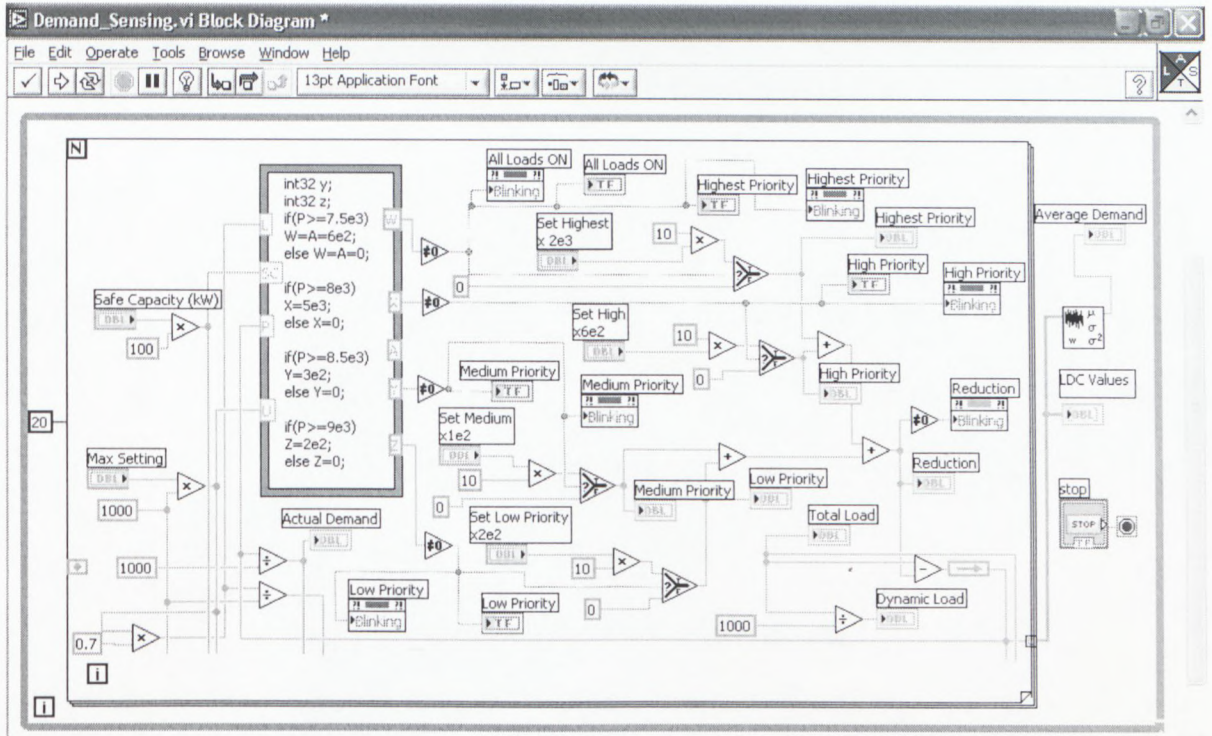 Demand_Sensing.vi Block Diagram *
File Edit Operate Tools Browse Window Help
13pt Application Font
L A S T
N
All Loads ON
Blinking
All Loads ON
TF
Highest Priority
TF
Highest Priority
Blinking
Highest Priority
DBL
Average Demand
DBL
int32 y;
int32 z;
if(P>=7.5e3)
W=A=6e2;
else W=A=0;
if(P>=8e3)
X=5e3;
else X=0;
if(P>=8.5e3)
Y=3e2;
else Y=0;
if(P>=9e3)
Z=2e2;
else Z=0;
L
SC
P
U
W
X
A
Y
Z
Set Highest
x 2e3
DBL
10
0
High Priority
TF
High Priority
Blinking
Safe Capacity (kW)
DBL
100
Set High
x6e2
DBL
10
0
High Priority
DBL
w μ σ σ²
LDC Values
DBL
Medium Priority
TF
Medium Priority
Blinking
Reduction
Blinking
20
Set Medium
x1e2
DBL
10
0
Max Setting
DBL
1000
Medium Priority
DBL
Low Priority
DBL
Reduction
DBL
stop
STOP
TF
Actual Demand
DBL
Set Low Priority
x2e2
DBL
10
0
Total Load
DBL
1000
Low Priority
Blinking
Low Priority
TF
Dynamic Load
DBL
1000
0.7
i
i